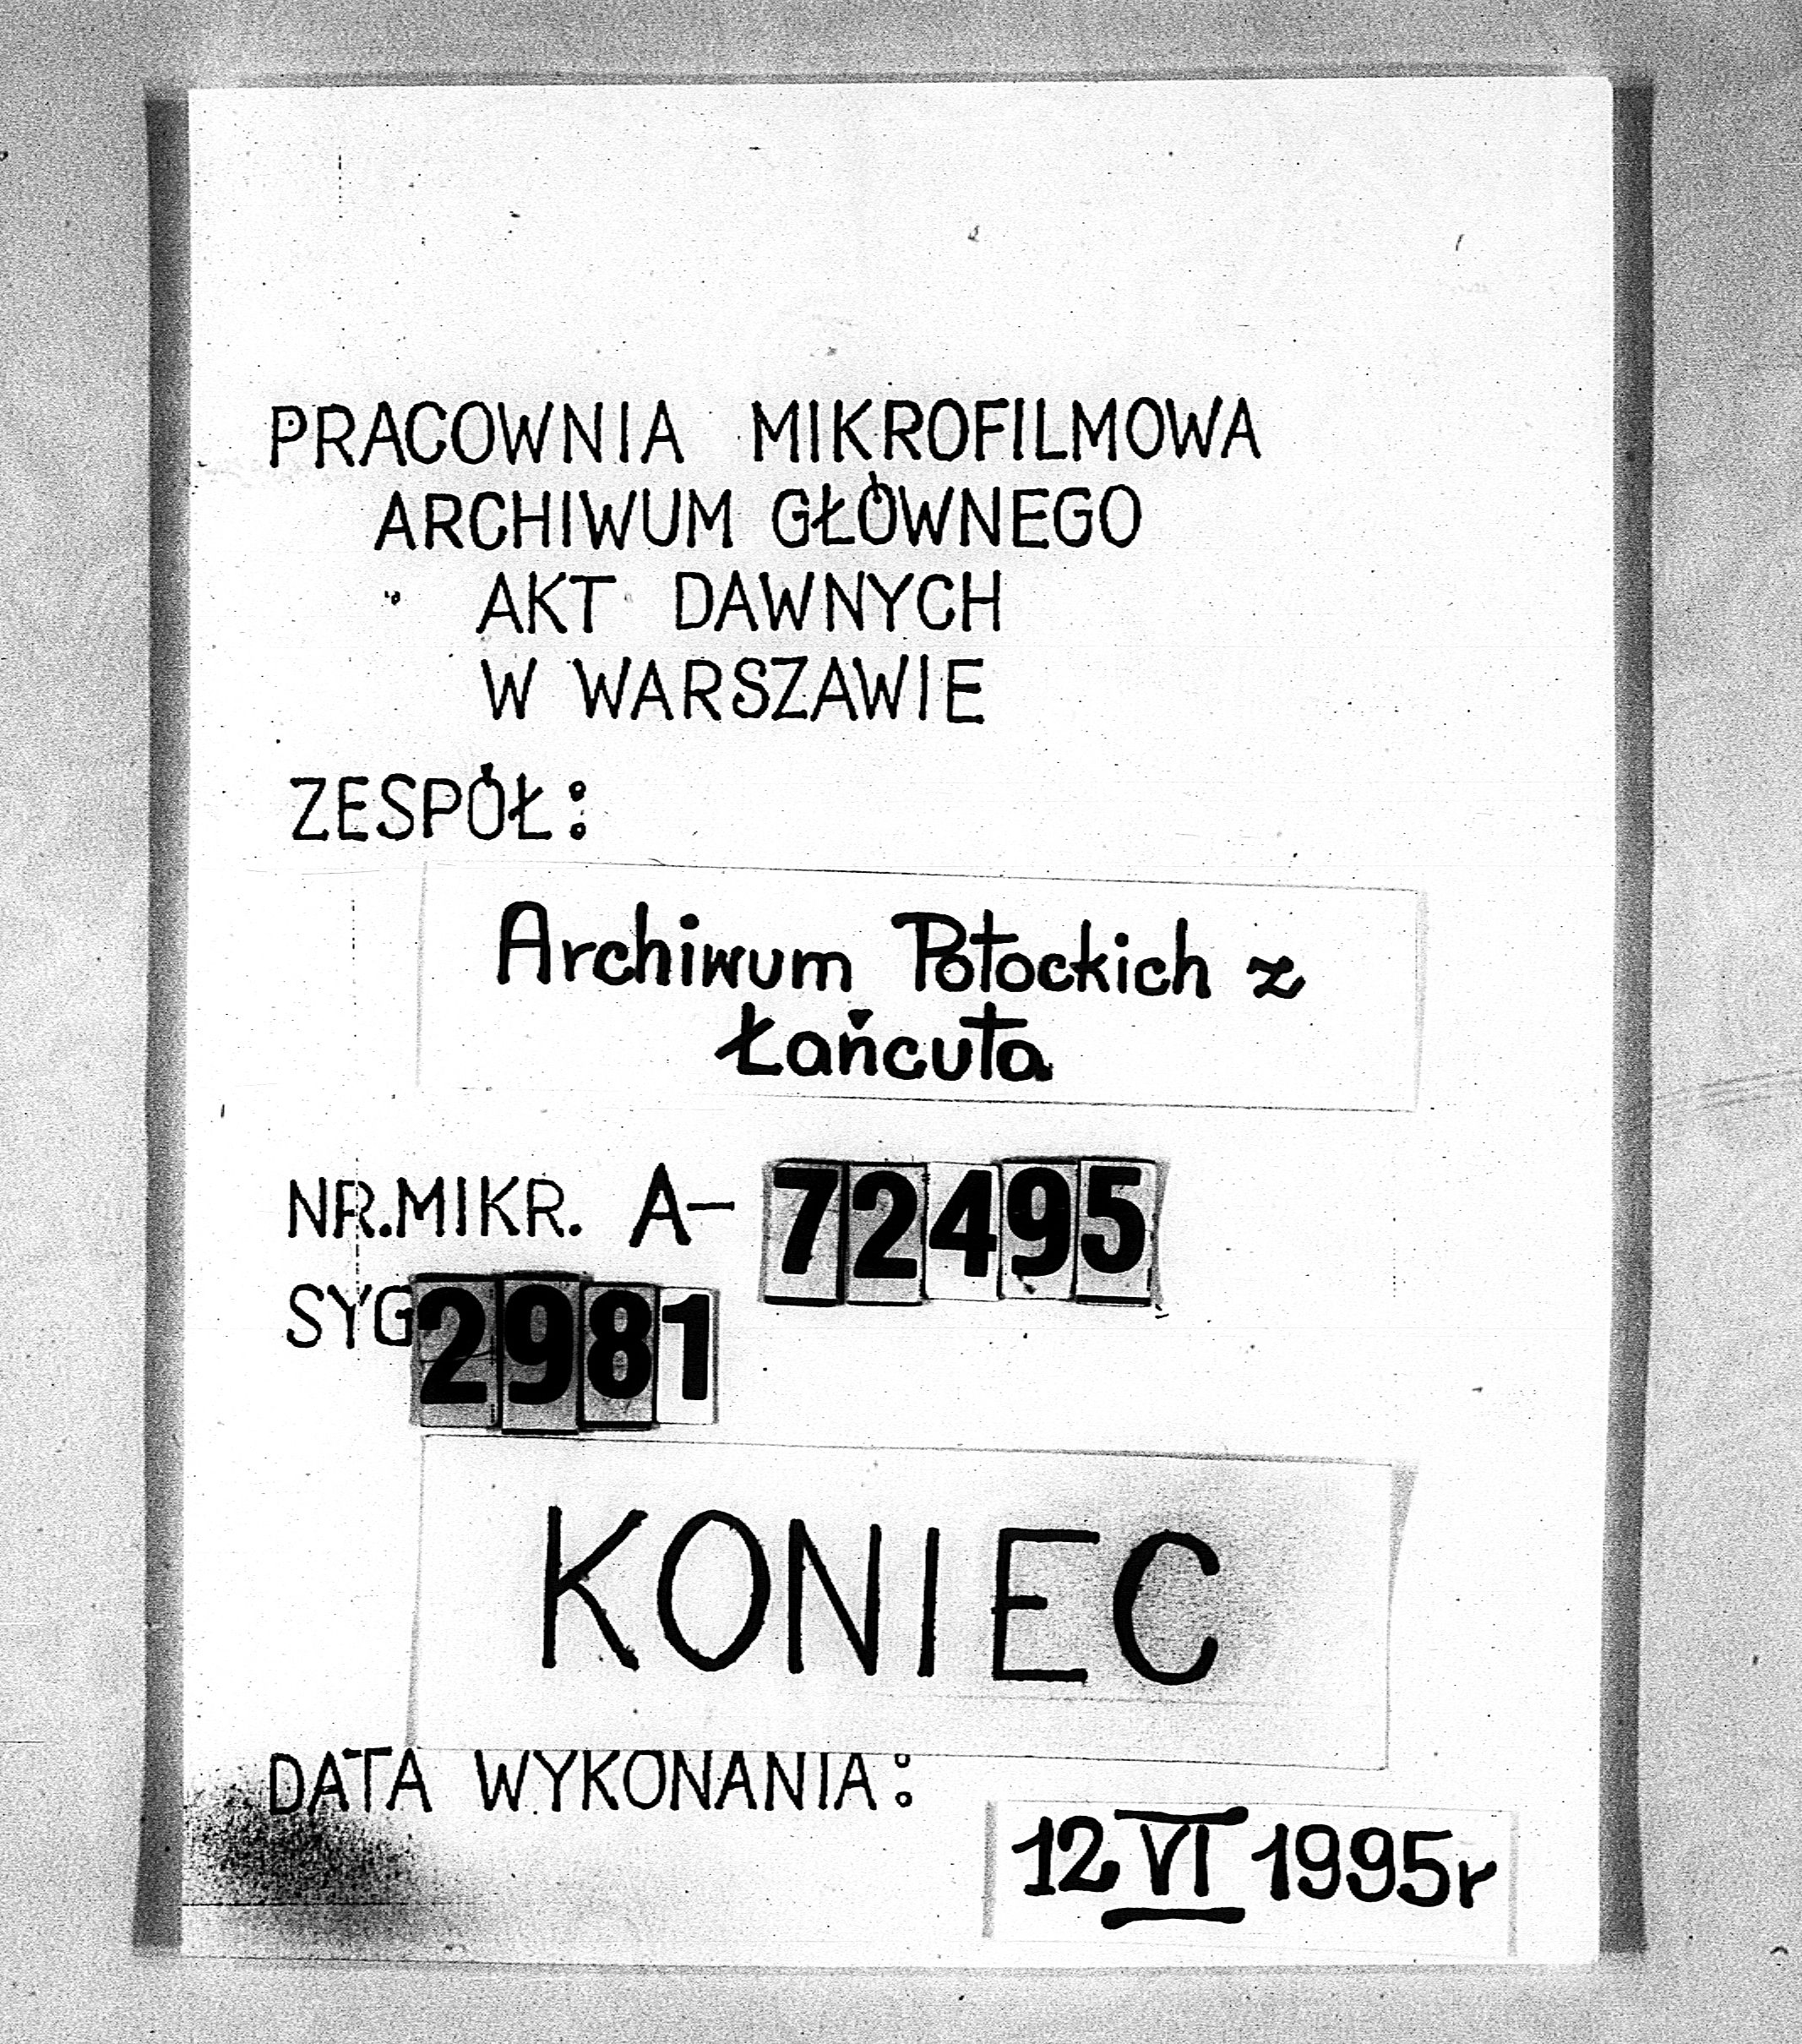 PRACOWNIA MIKROFILMOWA
ARCHIWUM GŁÓWNEGO
AKT DAWNYCH
W WARSZAWIE
ZESPÓŁ:
Archiwum Potockich z
Łańcuta
NR.MIKR. A- 72495
SYG 2981
KONIEC
DATA WYKONANIA:
12 VI 1995r